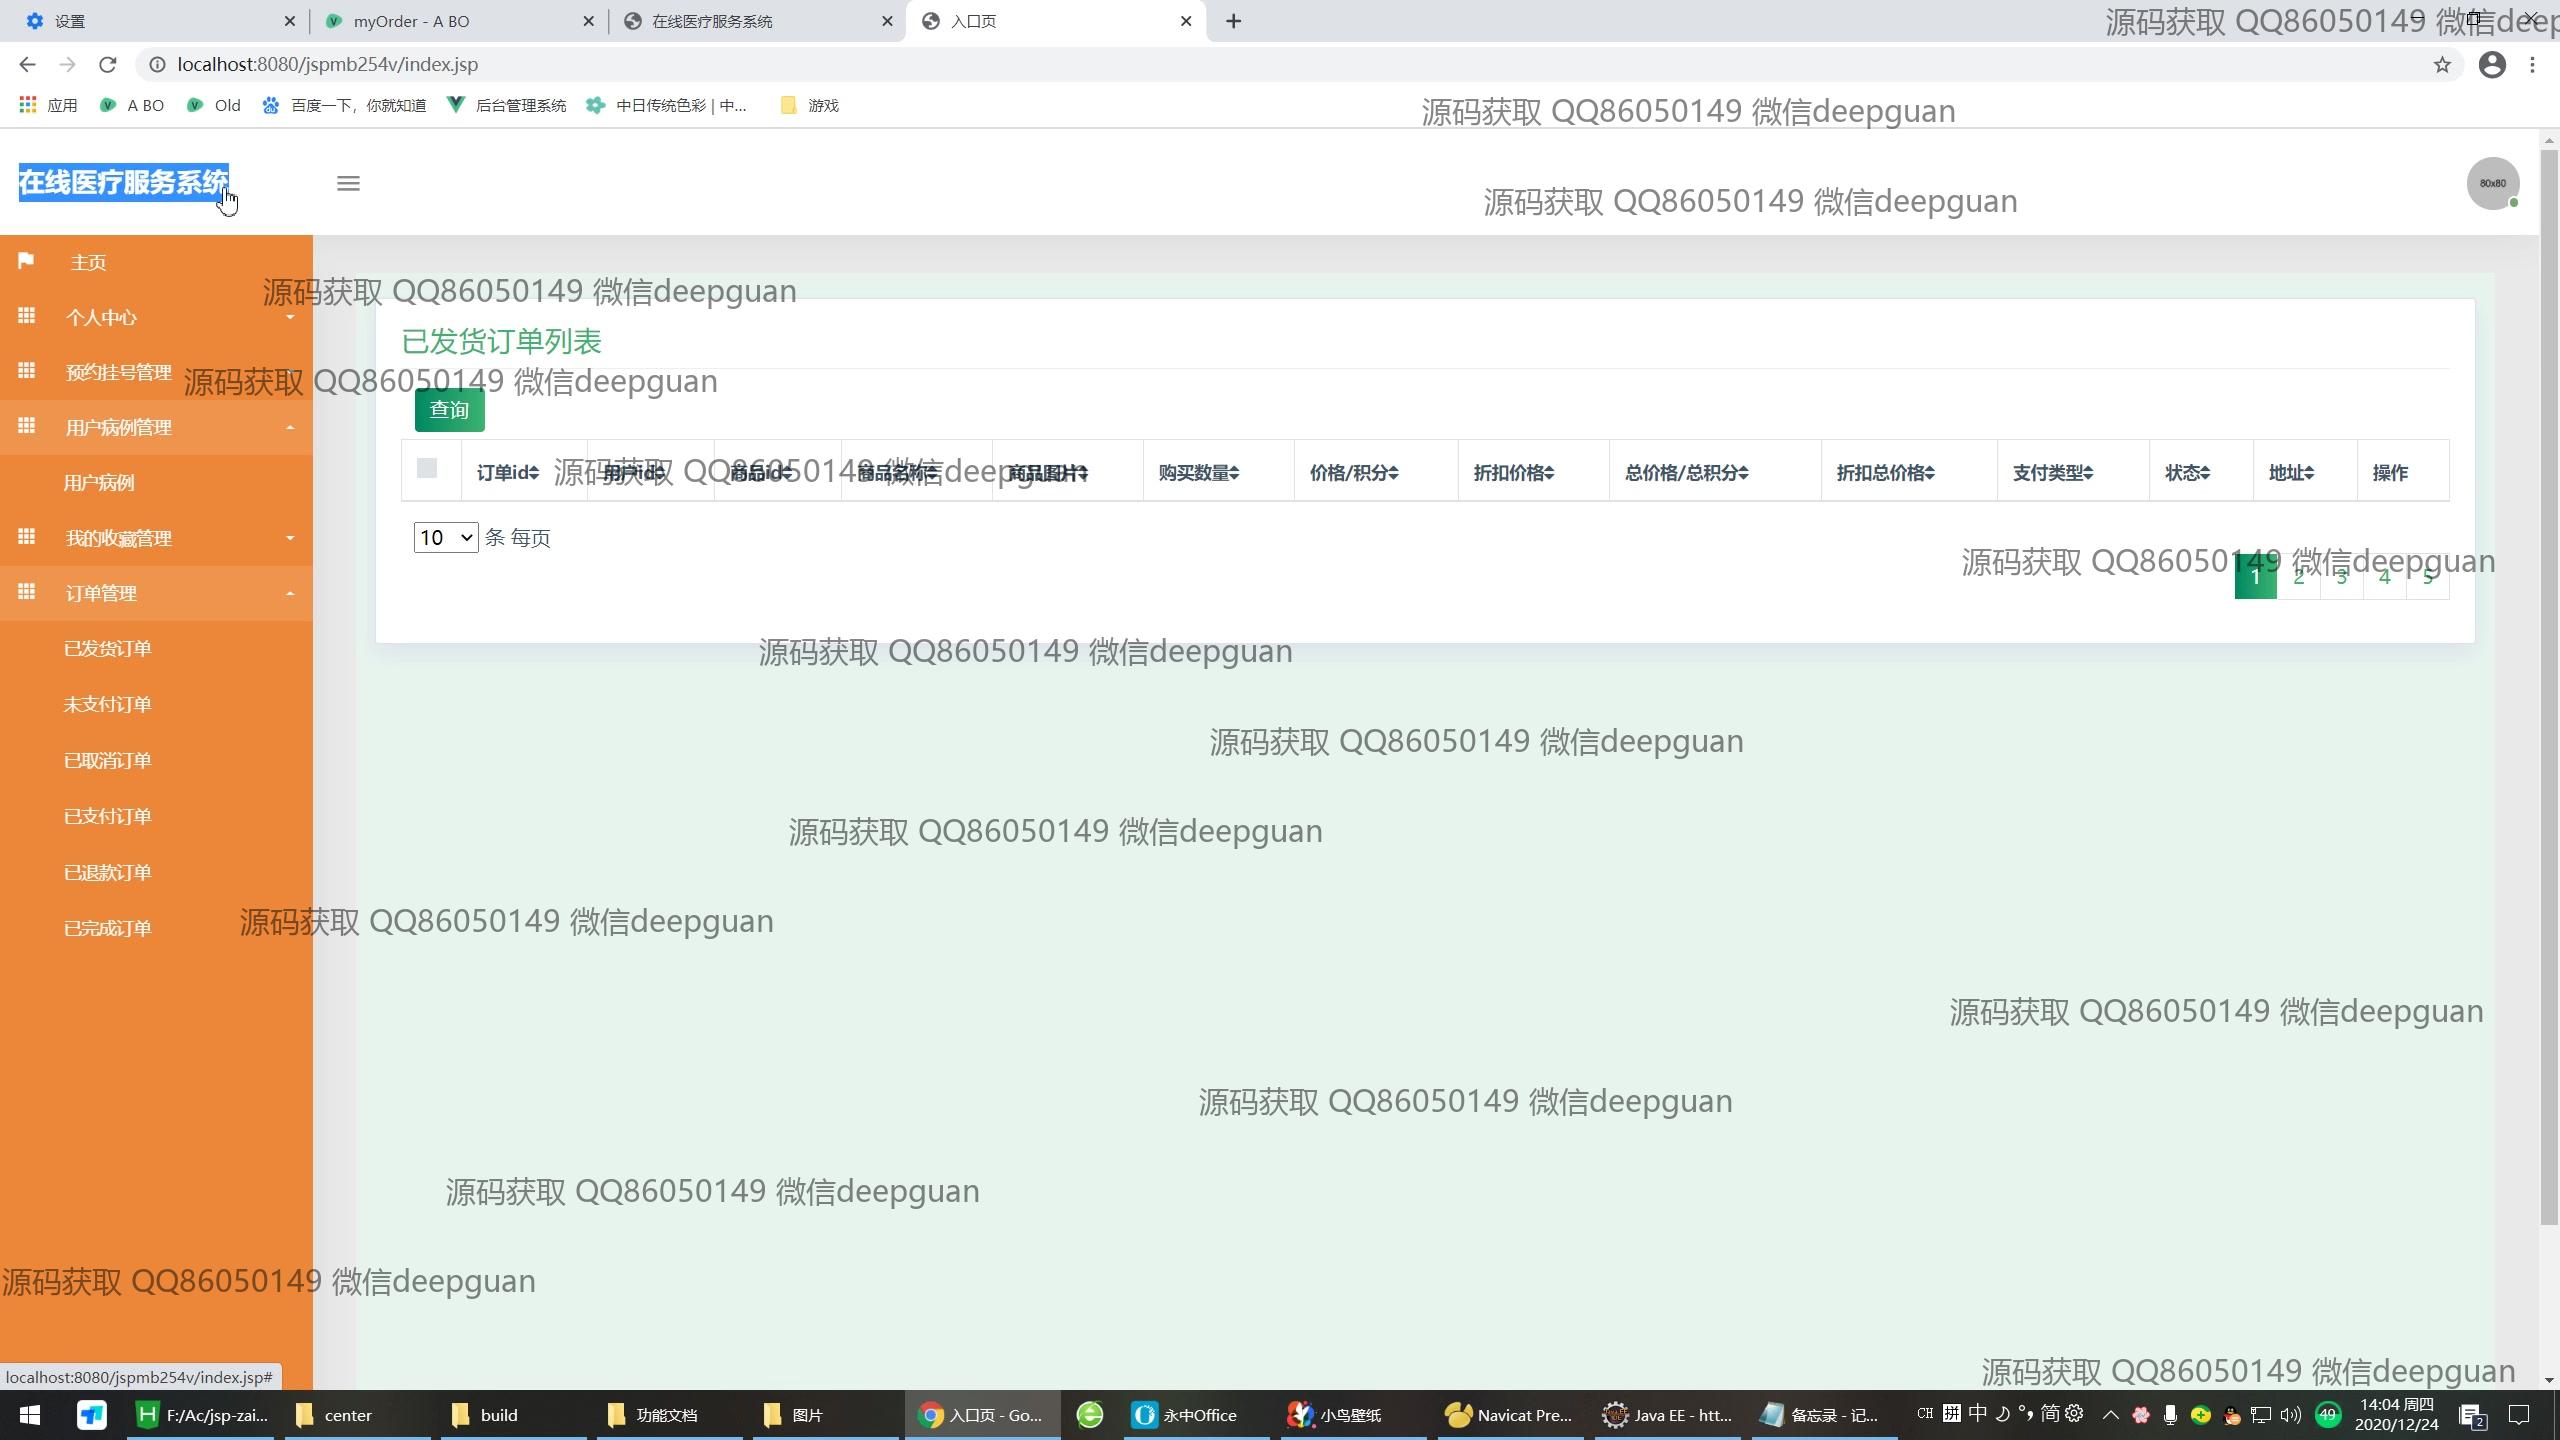 设置
myOrder - A BO
在线医疗服务系统
入口页
源码获取 QQ86050149 微信deep
localhost:8080/jspmb254v/index.jsp
应用
A BO
Old
百度一下，你就知道
后台管理系统
中日传统色彩 | 中...
游戏
源码获取 QQ86050149 微信deepguan
在线医疗服务系统
80x80
源码获取 QQ86050149 微信deepguan
主页
源码获取 QQ86050149 微信deepguan
个人中心
已发货订单列表
预约挂号管理
源码获取 QQ86050149 微信deepguan
查询
用户病例管理
订单id
用户id
商品id
商品名称
商品图片
购买数量
价格/积分
折扣价格
总价格/总积分
折扣总价格
支付类型
状态
地址
操作
源码获取 QQ86050149 微信deepguan
用户病例
我的收藏管理
10 条 每页
源码获取 QQ86050149 微信deepguan
1 2 3 4 5
订单管理
已发货订单
源码获取 QQ86050149 微信deepguan
未支付订单
源码获取 QQ86050149 微信deepguan
已取消订单
已支付订单
源码获取 QQ86050149 微信deepguan
已退款订单
已完成订单
源码获取 QQ86050149 微信deepguan
源码获取 QQ86050149 微信deepguan
源码获取 QQ86050149 微信deepguan
源码获取 QQ86050149 微信deepguan
源码获取 QQ86050149 微信deepguan
源码获取 QQ86050149 微信deepguan
localhost:8080/jspmb254v/index.jsp#
F:/Ac/jsp-zai...
center
build
功能文档
图片
入口页 - Go...
永中Office
小鸟壁纸
Navicat Pre...
Java EE - htt...
备忘录 - 记...
CH 拼 中 简
49
14:04 周四
2020/12/24
2